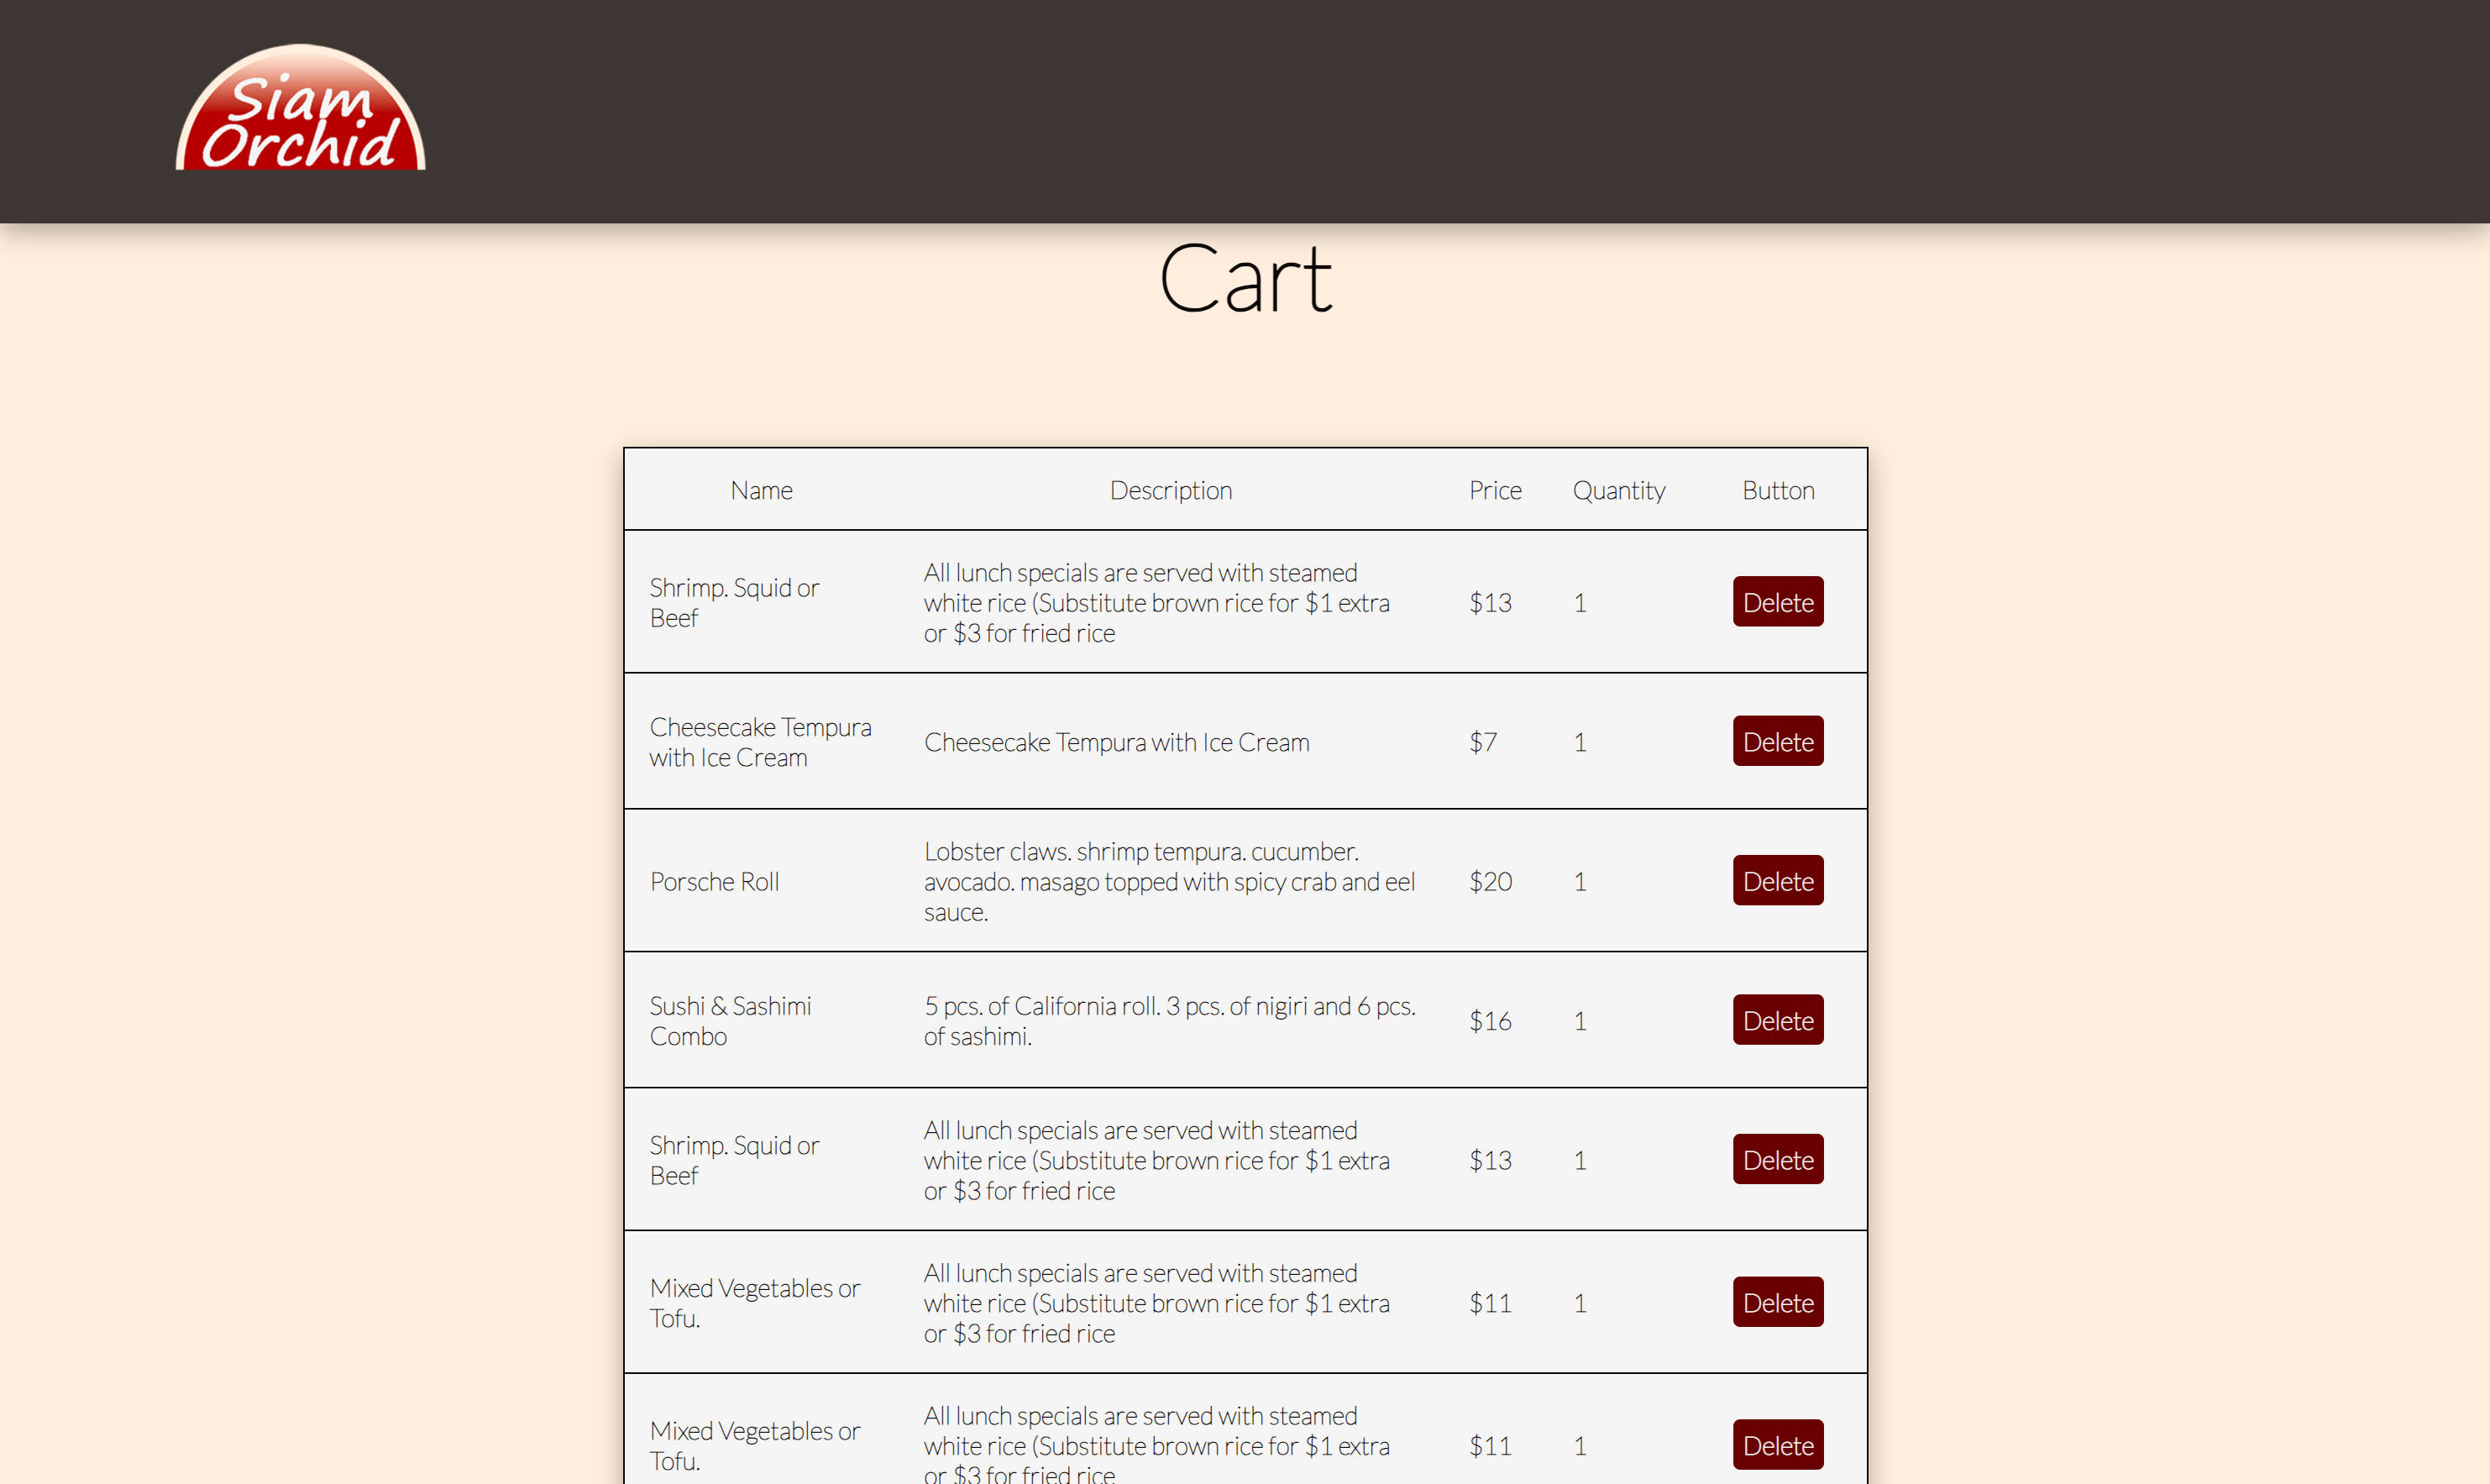 Siam
Orchid
Cart
Name Description Price Quantity Button
Shrimp. Squid or
Beef
All lunch specials are served with steamed
white rice (Substitute brown rice for $1 extra
or $3 for fried rice
$13 1 Delete
Cheesecake Tempura
with Ice Cream
Cheesecake Tempura with Ice Cream
$7 1 Delete
Porsche Roll
Lobster claws. shrimp tempura. cucumber.
avocado. masago topped with spicy crab and eel
sauce.
$20 1 Delete
Sushi & Sashimi
Combo
5 pcs. of California roll. 3 pcs. of nigiri and 6 pcs.
of sashimi.
$16 1 Delete
Shrimp. Squid or
Beef
All lunch specials are served with steamed
white rice (Substitute brown rice for $1 extra
or $3 for fried rice
$13 1 Delete
Mixed Vegetables or
Tofu.
All lunch specials are served with steamed
white rice (Substitute brown rice for $1 extra
or $3 for fried rice
$11 1 Delete
Mixed Vegetables or
Tofu.
All lunch specials are served with steamed
white rice (Substitute brown rice for $1 extra
or $3 for fried rice
$11 1 Delete